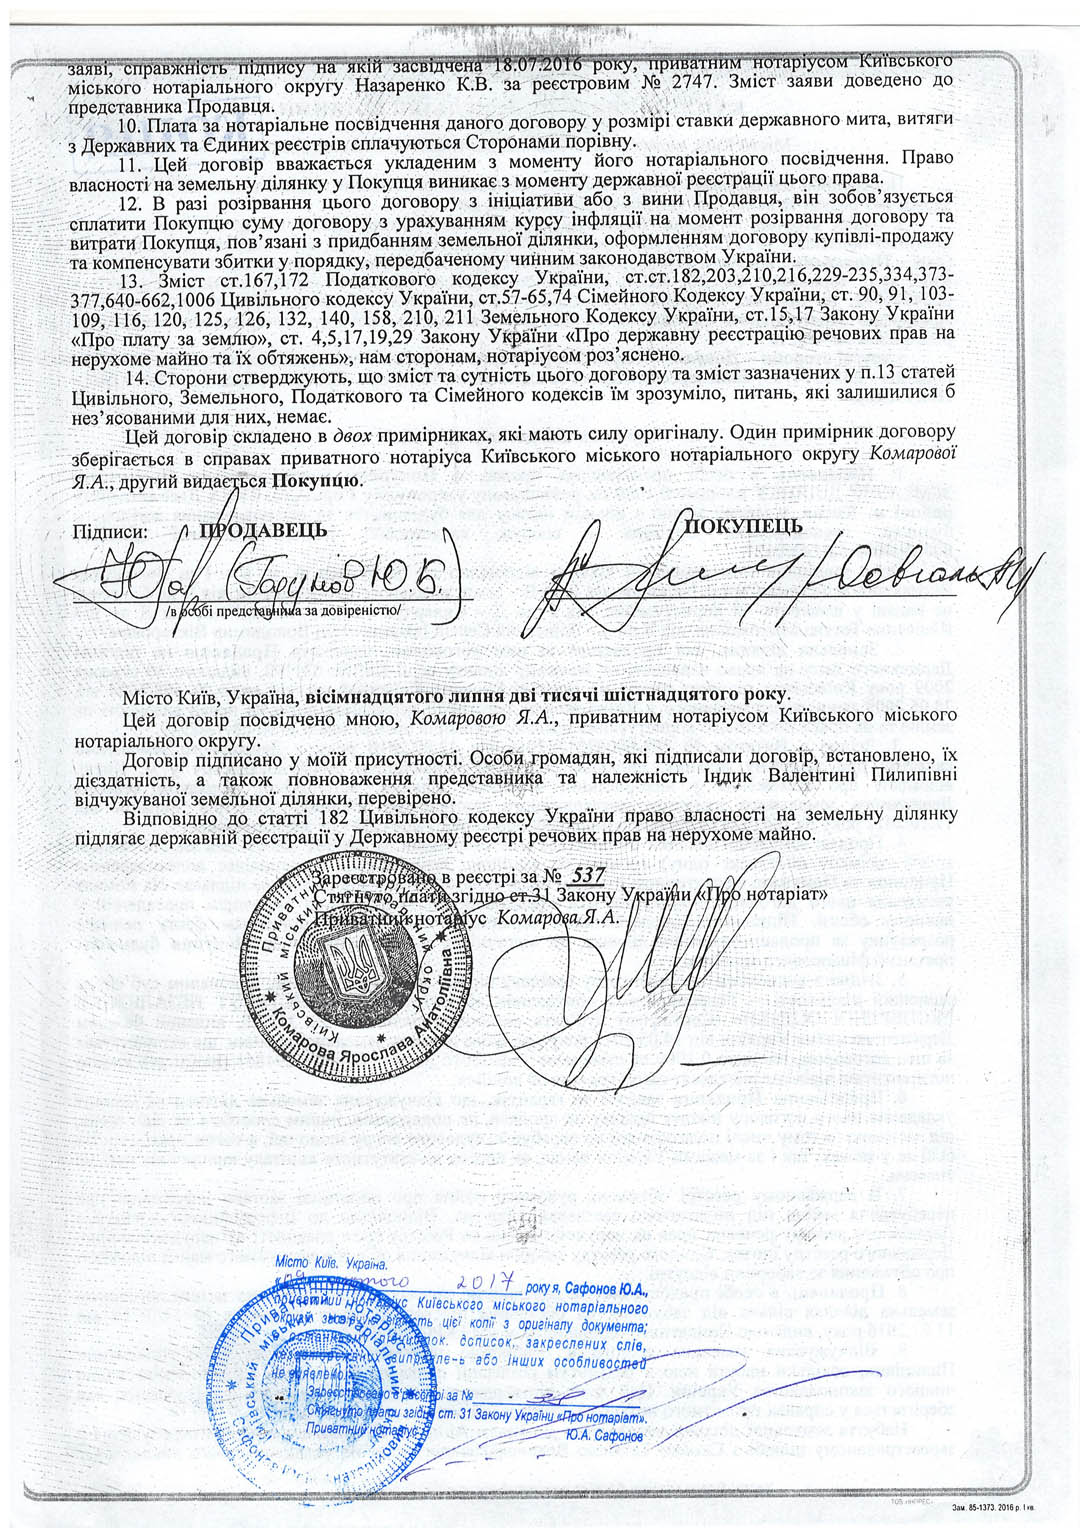 заяві, справжність підпису на якій засвідчена 18.07.2016 року, приватним нотаріусом Київського
міського нотаріального округу Назаренко К.В. за реєстровим № 2747. Зміст заяви доведено до
представника Продавця.
10. Плата за нотаріальне посвідчення даного договору у розмірі ставки державного мита, витяги
з Державних та Єдиних реєстрів сплачуються Сторонами порівну.
11. Цей договір вважається укладеним з моменту його нотаріального посвідчення. Право
власності на земельну ділянку у Покупця виникає з моменту державної реєстрації цього права.
12. В разі розірвання цього договору з ініціативи або з вини Продавця, він зобов’язується
сплатити Покупцю суму договору з урахуванням курсу інфляції на момент розірвання договору та
витрати Покупця, пов’язані з придбанням земельної ділянки, оформленням договору купівлі-продажу
та компенсувати збитки у порядку, передбаченому чинним законодавством України.
13. Зміст ст.167,172 Податкового кодексу України, ст.ст.182,203,210,216,229-235,334,373-
377,640-662,1006 Цивільного кодексу України, ст.57-65,74 Сімейного Кодексу України, ст. 90, 91, 103-
109, 116, 120, 125, 126, 132, 140, 158, 210, 211 Земельного Кодексу України, ст.15,17 Закону України
«Про плату за землю», ст. 4,5,17,19,29 Закону України «Про державну реєстрацію речових прав на
нерухоме майно та їх обтяжень», нам сторонам, нотаріусом роз’яснено.
14. Сторони стверджують, що зміст та сутність цього договору та зміст зазначених у п.13 статей
Цивільного, Земельного, Податкового та Сімейного кодексів їм зрозуміло, питань, які залишилися б
нез’ясованими для них, немає.
Цей договір складено в двох примірниках, які мають силу оригіналу. Один примірник договору
зберігається в справах приватного нотаріуса Київського міського нотаріального округу Комарової
Я.А., другий видається Покупцю.
Підписи: ПРОДАВЕЦЬ ПОКУПЕЦЬ
(Годунов Ю.Б.)
/в особі представника за довіреністю/
Місто Київ, Україна, вісімнадцятого липня дві тисячі шістнадцятого року.
Цей договір посвідчено мною, Комаровою Я.А., приватним нотаріусом Київського міського
нотаріального округу.
Договір підписано у моїй присутності. Особи громадян, які підписали договір, встановлено, їх
дієздатність, а також повноваження представника та належність Індик Валентині Пилипівні
відчужуваної земельної ділянки, перевірено.
Відповідно до статті 182 Цивільного кодексу України право власності на земельну ділянку
підлягає державній реєстрації у Державному реєстрі речових прав на нерухоме майно.
Зареєстровано в реєстрі за № 537
Стягнуто плати згідно ст.31 Закону України «Про нотаріат»
Приватний нотаріус Комарова.Я.А.
Приватний нотаріус
Київський міський нотаріальний округ
Комарова Ярослава Анатоліївна
Місто Київ. Україна.
лютого 2017 року я, Сафонов Ю.А.,
приватний нотаріус Київського міського нотаріального
округу засвідчую вірність цієї копії з оригіналу документа;
в останньому підчисток, дописок, закреслених слів,
незастережних виправлень або інших особливостей
не виявлено.
Зареєстровано в реєстрі за №
Стягнуто плати згідно ст. 31 Закону України «Про нотаріат».
Приватний нотаріус Ю.А. Сафонов
Приватний нотаріус
Київський міський нотаріальний округ
ТОВ «НКПРЕС»
Зам. 85-1373. 2016 р. I кв.